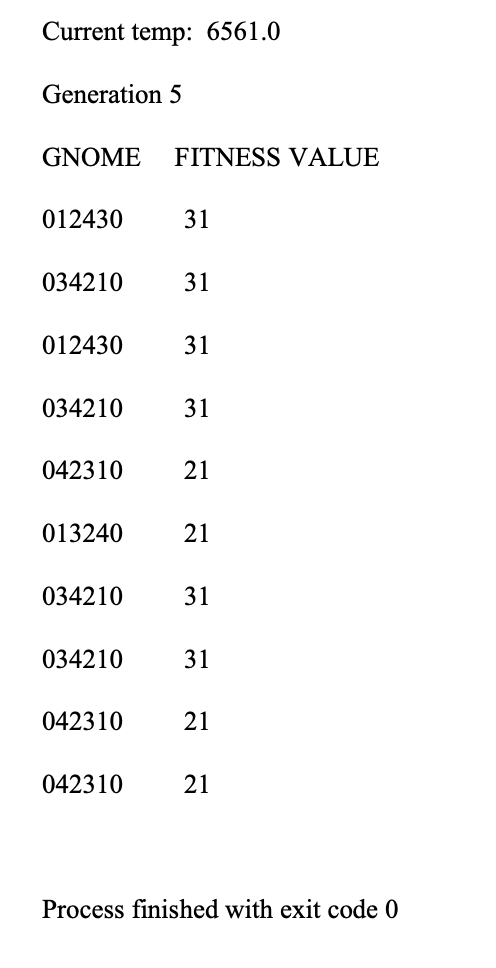 Current temp:  6561.0
Generation 5
GNOME     FITNESS VALUE
012430         31
034210         31
012430         31
034210         31
042310         21
013240         21
034210         31
034210         31
042310         21
042310         21
Process finished with exit code 0